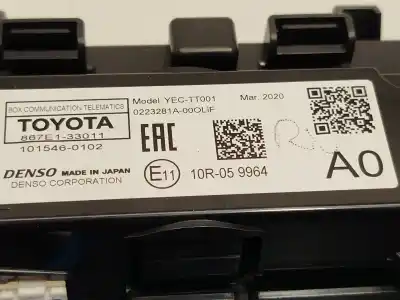 BOX COMMUNICATION TELEMATICS
TOYOTA
867E1-33011
101546-0102
DENSO MADE IN JAPAN
DENSO CORPORATION
Model YEC-TT001 Mar. 2020
0223281A-00OLIF
EAC
E11 10R-05 9964
A0